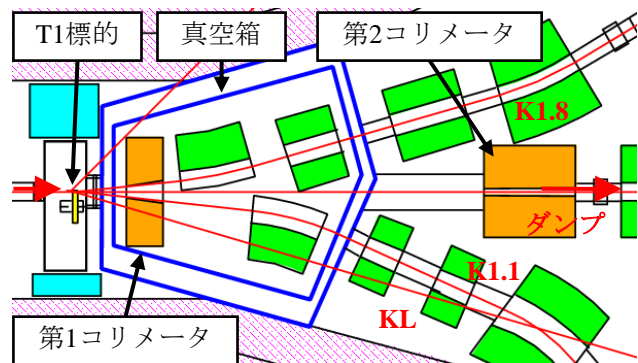 T1標的
真空箱
第2コリメータ
K1.8
ダンプ
K1.1
KL
第1コリメータ